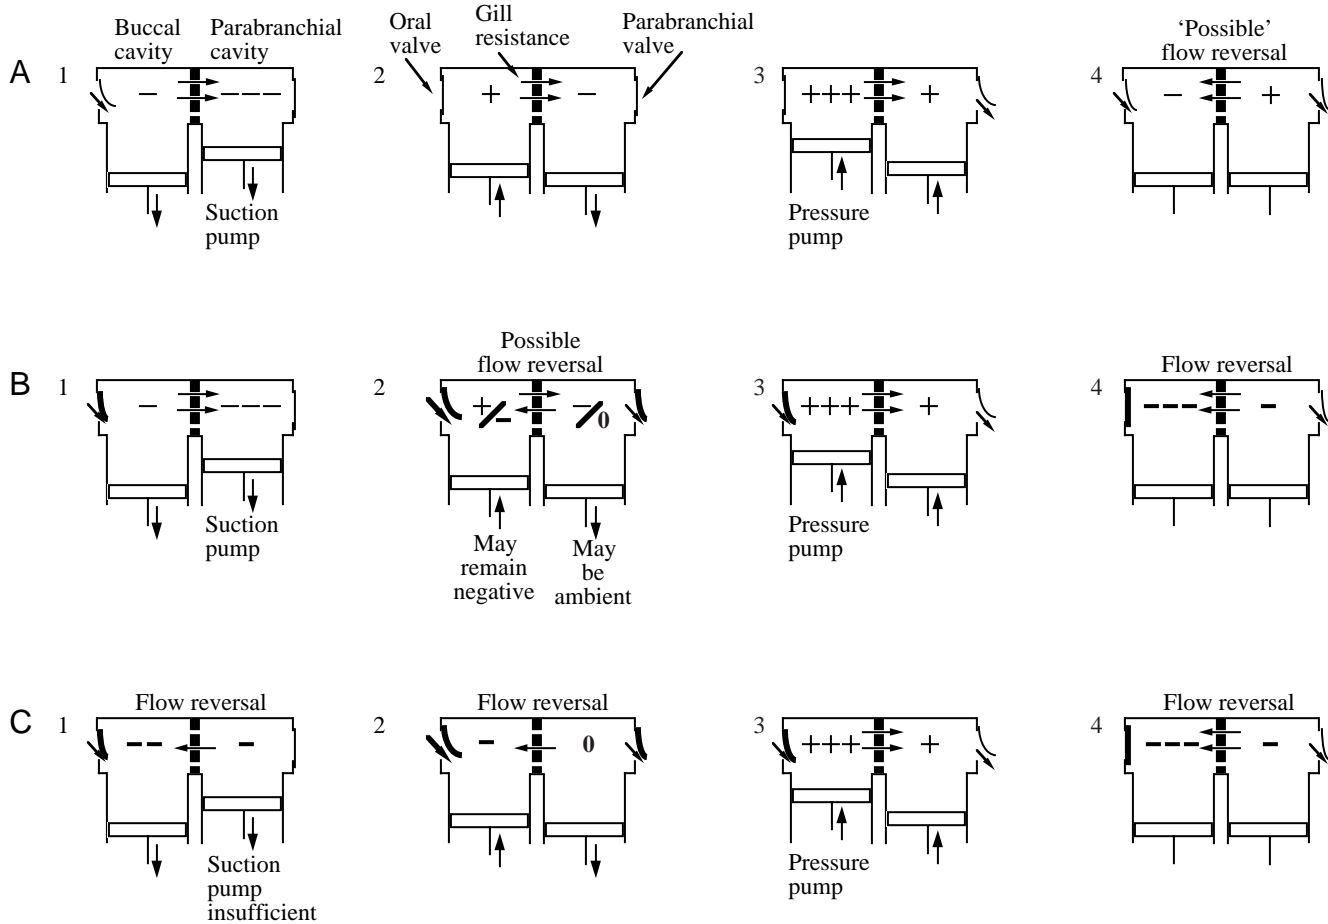 Buccal
cavity
Parabranchial
cavity
Oral
valve
Gill
resistance
Parabranchial
valve
‘Possible’
flow reversal
A
1
2
3
4
−
− − −
+
−
+++
+
−
+
Suction
pump
Pressure
pump
Possible
flow reversal
Flow reversal
B
1
2
3
4
−
− − −
+/−
−/0
+++
+
− − −
−
Suction
pump
May
remain
negative
May
be
ambient
Pressure
pump
Flow reversal
Flow reversal
Flow reversal
C
1
2
3
4
− −
−
−
0
+++
+
− − −
−
Suction
pump
insufficient
Pressure
pump